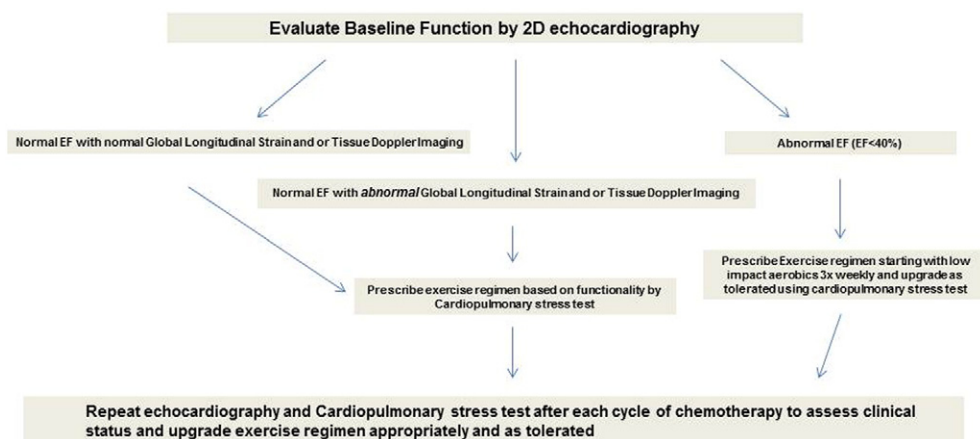 Evaluate Baseline Function by 2D echocardiography
Normal EF with normal Global Longitudinal Strain and or Tissue Doppler Imaging
Abnormal EF (EF<40%)
Normal EF with abnormal Global Longitudinal Strain and or Tissue Doppler Imaging
Prescribe Exercise regimen starting with low
impact aerobics 3x weekly and upgrade as
tolerated using cardiopulmonary stress test
Prescribe exercise regimen based on functionality by
Cardiopulmonary stress test
Repeat echocardiography and Cardiopulmonary stress test after each cycle of chemotherapy to assess clinical
status and upgrade exercise regimen appropriately and as tolerated